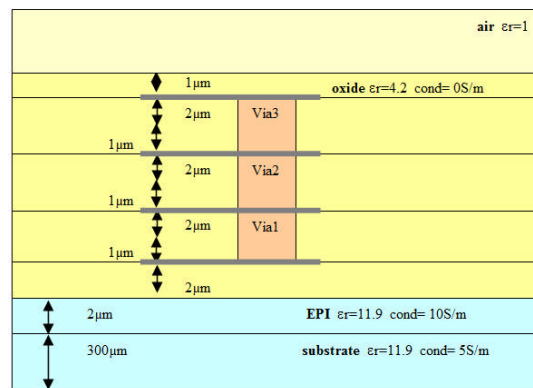 air εr=1
1μm
oxide εr=4.2 cond= 0S/m
2μm
Via3
1μm
2μm
Via2
1μm
2μm
Via1
1μm
2μm
2μm
EPI εr=11.9 cond= 10S/m
300μm
substrate εr=11.9 cond= 5S/m